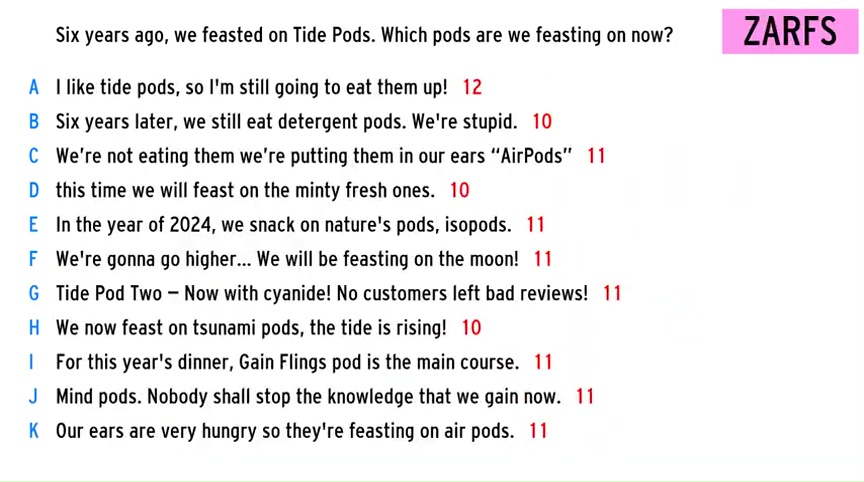 Six years ago, we feasted on Tide Pods. Which pods are we feasting on now?
ZARFS
A I like tide pods, so I'm still going to eat them up! 12
B Six years later, we still eat detergent pods. We're stupid. 10
C We’re not eating them we’re putting them in our ears “AirPods” 11
D this time we will feast on the minty fresh ones. 10
E In the year of 2024, we snack on nature's pods, isopods. 11
F We're gonna go higher... We will be feasting on the moon! 11
G Tide Pod Two – Now with cyanide! No customers left bad reviews! 11
H We now feast on tsunami pods, the tide is rising! 10
I For this year's dinner, Gain Flings pod is the main course. 11
J Mind pods. Nobody shall stop the knowledge that we gain now. 11
K Our ears are very hungry so they're feasting on air pods. 11